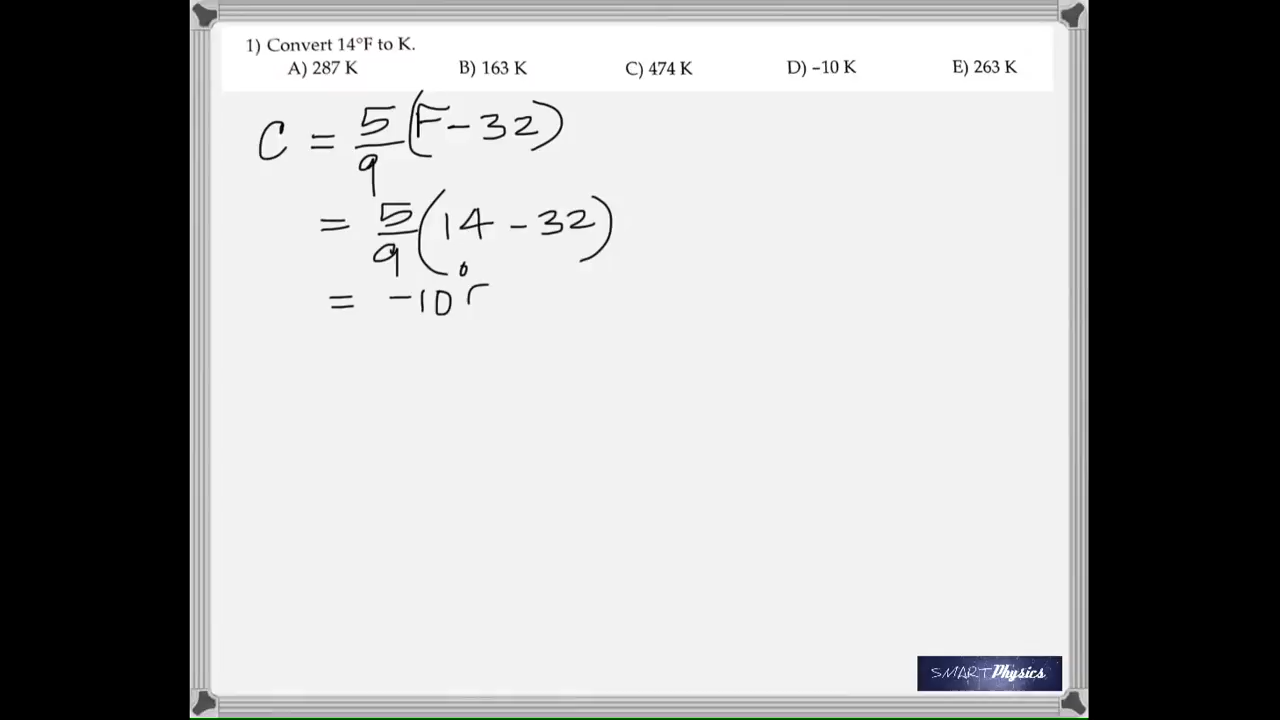 1) Convert 14°F to K.
A) 287 K B) 163 K C) 474 K D) –10 K E) 263 K
C = 5/9 (F - 32)
= 5/9 (14 - 32)
= -10 °C
SMART Physics